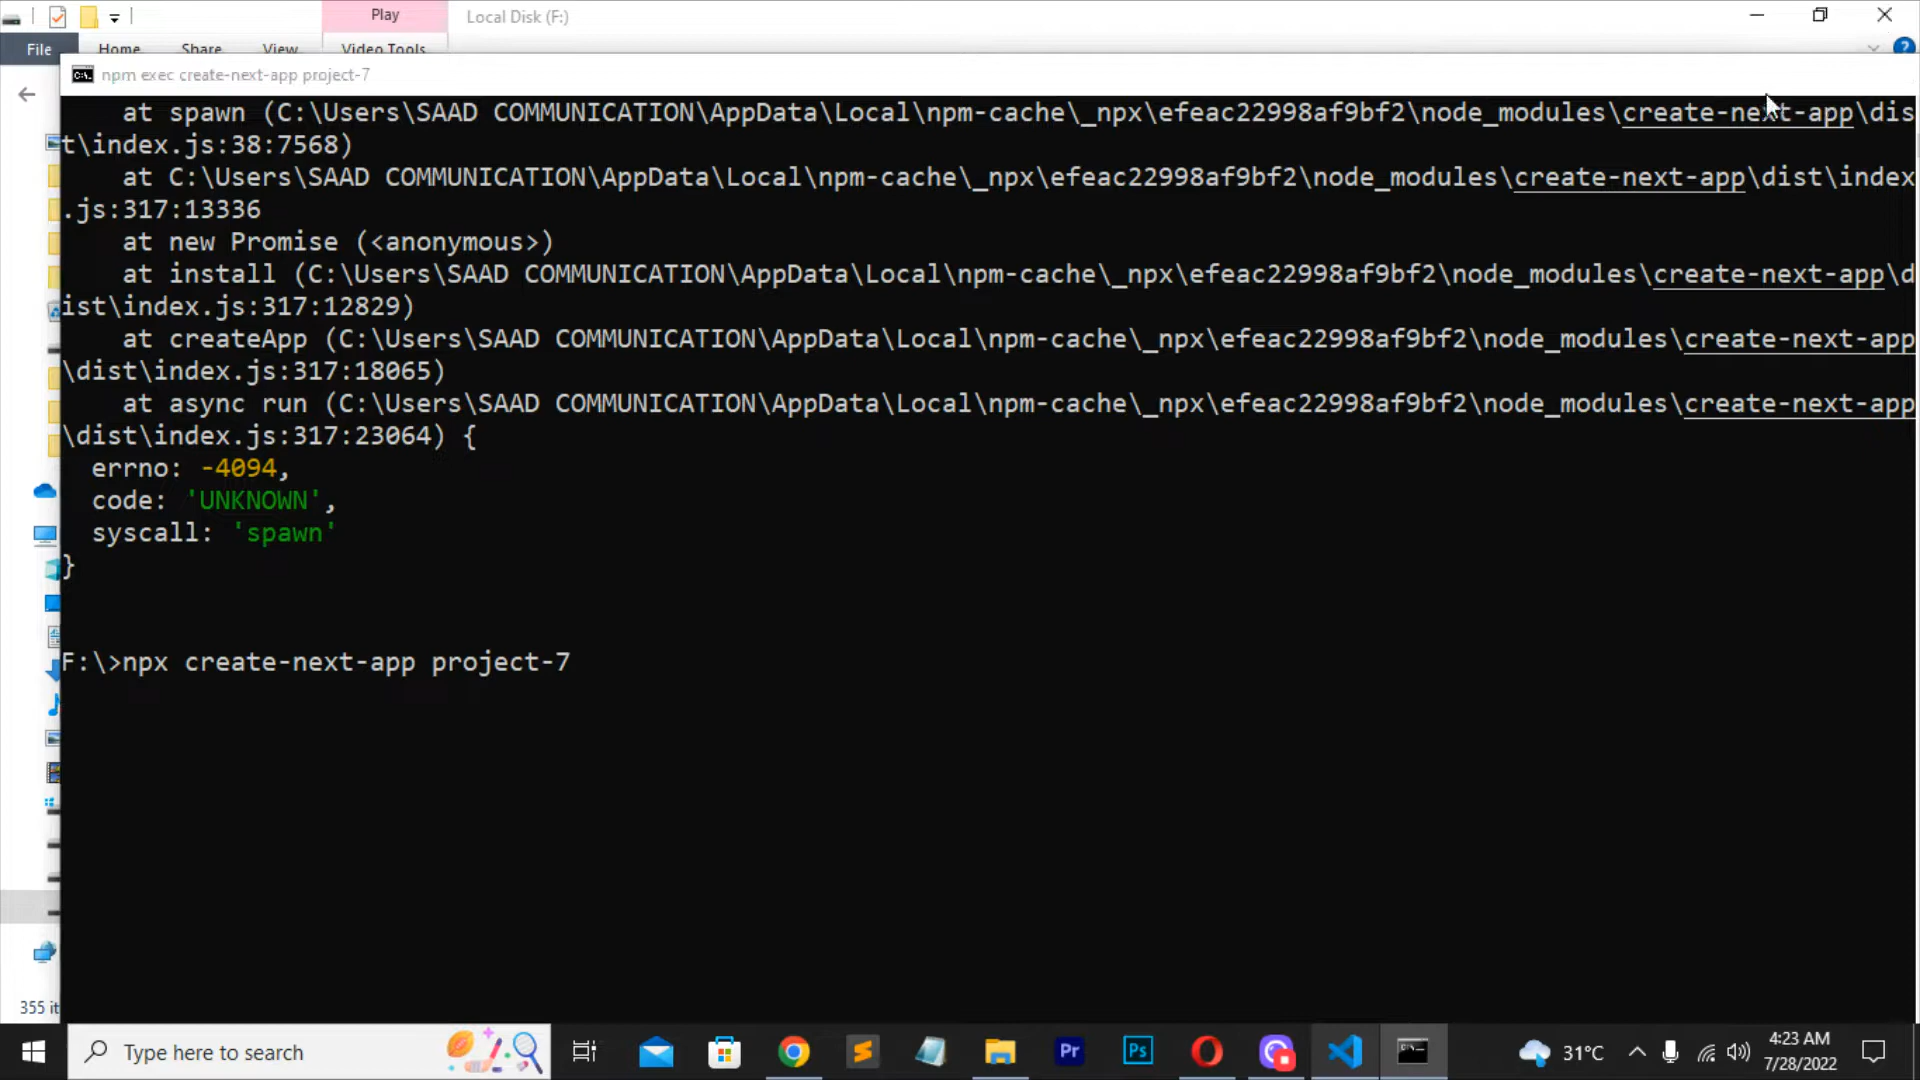 Play
Local Disk (F:)
File
Home
Share
View
Video Tools
npm exec create-next-app project-7
at spawn (C:\Users\SAAD COMMUNICATION\AppData\Local\npm-cache\_npx\efeac22998af9bf2\node_modules\create-next-app\dis
t\index.js:38:7568)
at C:\Users\SAAD COMMUNICATION\AppData\Local\npm-cache\_npx\efeac22998af9bf2\node_modules\create-next-app\dist\index
.js:317:13336
at new Promise (<anonymous>)
at install (C:\Users\SAAD COMMUNICATION\AppData\Local\npm-cache\_npx\efeac22998af9bf2\node_modules\create-next-app\d
ist\index.js:317:12829)
at createApp (C:\Users\SAAD COMMUNICATION\AppData\Local\npm-cache\_npx\efeac22998af9bf2\node_modules\create-next-app
\dist\index.js:317:18065)
at async run (C:\Users\SAAD COMMUNICATION\AppData\Local\npm-cache\_npx\efeac22998af9bf2\node_modules\create-next-app
\dist\index.js:317:23064) {
errno: -4094,
code: 'UNKNOWN',
syscall: 'spawn'
}
F:\>npx create-next-app project-7
355 it
Type here to search
Pr
Ps
31°C
4:23 AM
7/28/2022